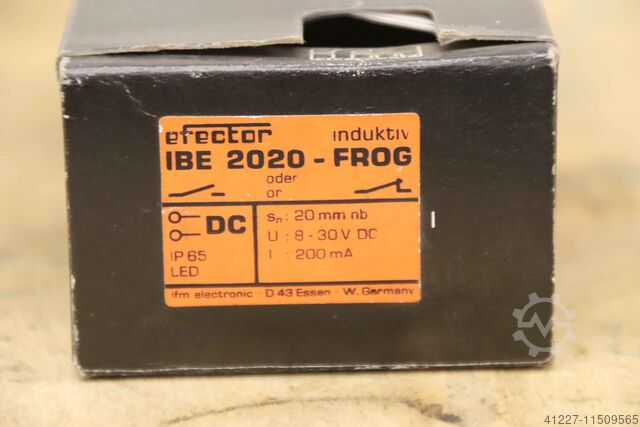 efector induktiv
IBE 2020 - FROG
oder
or
DC
IP 65
LED
sn : 20 mm nb
U : 8 - 30 V DC
I : 200 mA
ifm electronic · D 43 Essen · W. Germany
41227-11509565